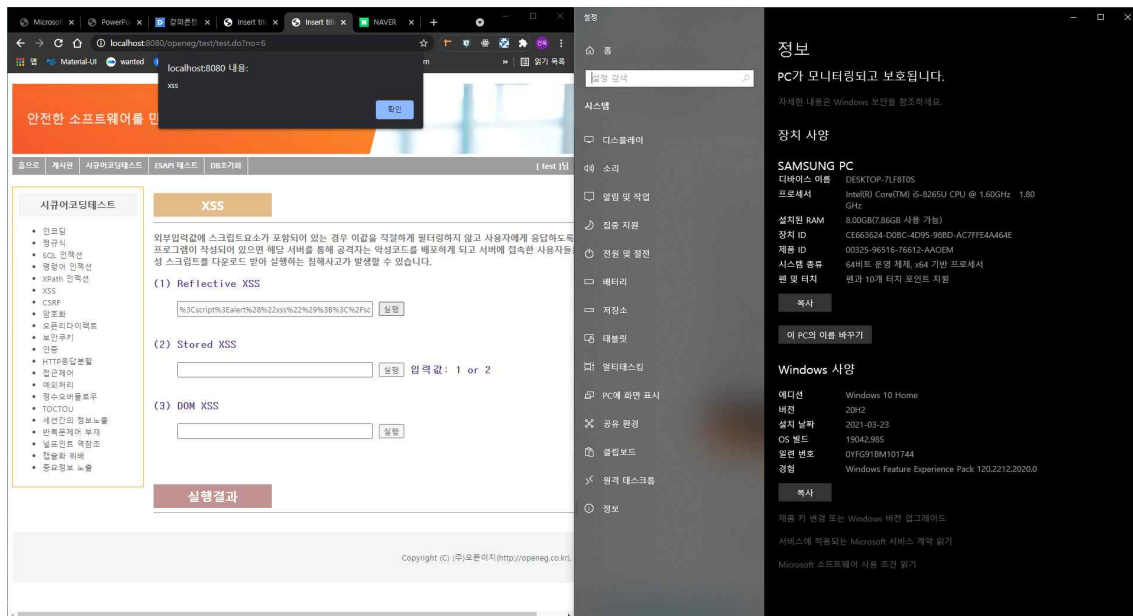 Microsof
PowerPoi
강의콘텐
Insert titl
Insert titl
NAVER
localhost:8080/openeg/test/test.do?no=6
앱
Material-UI
wanted
읽기 목록
localhost:8080 내용:
xss
확인
안전한 소프트웨어를 만
홈으로
게시판
시큐어코딩테스트
ESAPI 테스트
DB초기화
[ test ]님
시큐어코딩테스트
인코딩
정규식
SQL 인젝션
명령어 인젝션
XPath 인젝션
XSS
CSRF
암호화
오픈리다이렉트
보안쿠키
인증
HTTP응답분할
접근제어
예외처리
정수오버플로우
TOCTOU
세션간의 정보노출
반복문제어 부재
널포인트 역참조
캡슐화 위배
중요정보 노출
XSS
외부입력값에 스크립트요소가 포함되어 있는 경우 이값을 적절하게 필터링하지 않고 사용자에게 응답하도록
프로그램이 작성되어 있으면 해당 서버를 통해 공격자는 악성코드를 배포하게 되고 서버에 접속한 사용자들
성 스크립트를 다운로드 받아 실행하는 침해사고가 발생할 수 있습니다.
(1) Reflective XSS
%3Cscript%3Ealert%28%22xss%22%29%3B%3C%2Fsc
실행
(2) Stored XSS
실행
입력값: 1 or 2
(3) DOM XSS
실행
실행결과
Copyright (C) (주)오픈이지(http://openeg.co.kr),
설정
홈
설정 검색
시스템
디스플레이
소리
알림 및 작업
집중 지원
전원 및 절전
배터리
저장소
태블릿
멀티태스킹
PC에 화면 표시
공유 환경
클립보드
원격 데스크톱
정보
정보
PC가 모니터링되고 보호됩니다.
자세한 내용은 Windows 보안을 참조하세요.
장치 사양
SAMSUNG PC
디바이스 이름 DESKTOP-7LF8T0S
프로세서 Intel(R) Core(TM) i5-8265U CPU @ 1.60GHz 1.80
GHz
설치된 RAM 8.00GB(7.86GB 사용 가능)
장치 ID CE663624-D0BC-4D95-98BD-AC7FFE4A464E
제품 ID 00325-96516-76612-AAOEM
시스템 종류 64비트 운영 체제, x64 기반 프로세서
펜 및 터치 펜과 10개 터치 포인트 지원
복사
이 PC의 이름 바꾸기
Windows 사양
에디션 Windows 10 Home
버전 20H2
설치 날짜 2021-03-23
OS 빌드 19042.985
일련 번호 0YFG91BM101744
경험 Windows Feature Experience Pack 120.2212.2020.0
복사
제품 키 변경 또는 Windows 버전 업그레이드
서비스에 적용되는 Microsoft 서비스 계약 읽기
Microsoft 소프트웨어 사용 조건 읽기